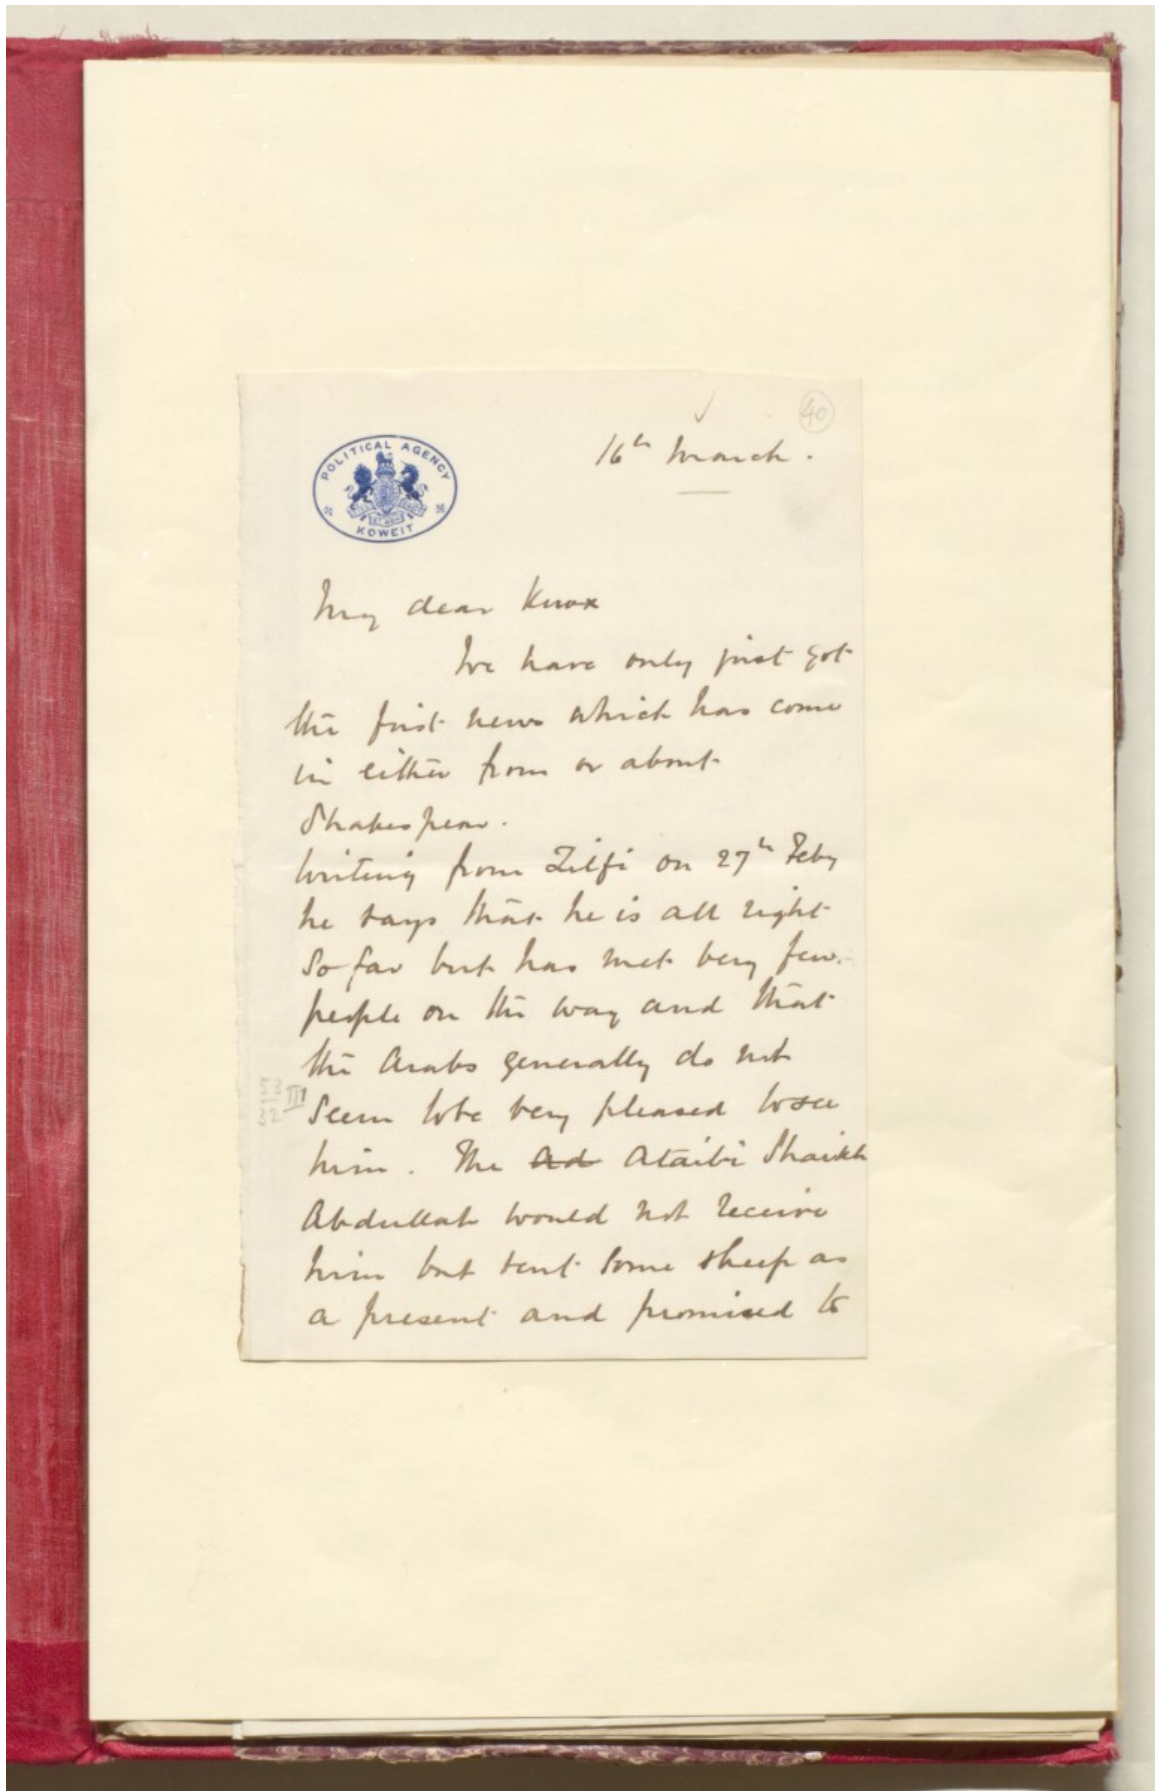 40
16th March.
POLITICAL AGENCY
KOWEIT
My dear Knox
We have only just got
the first news which has come
in either from or about
Shakespear.
Writing from Zilfi on 27th Feby
he says that he is all right
so far but has met very few
people on the way and that
the Arabs generally do not
seem to be very pleased to see
him. The Ad Ataibi Shaikh
Abdullah would not receive
him but sent some sheep as
a present and promised to